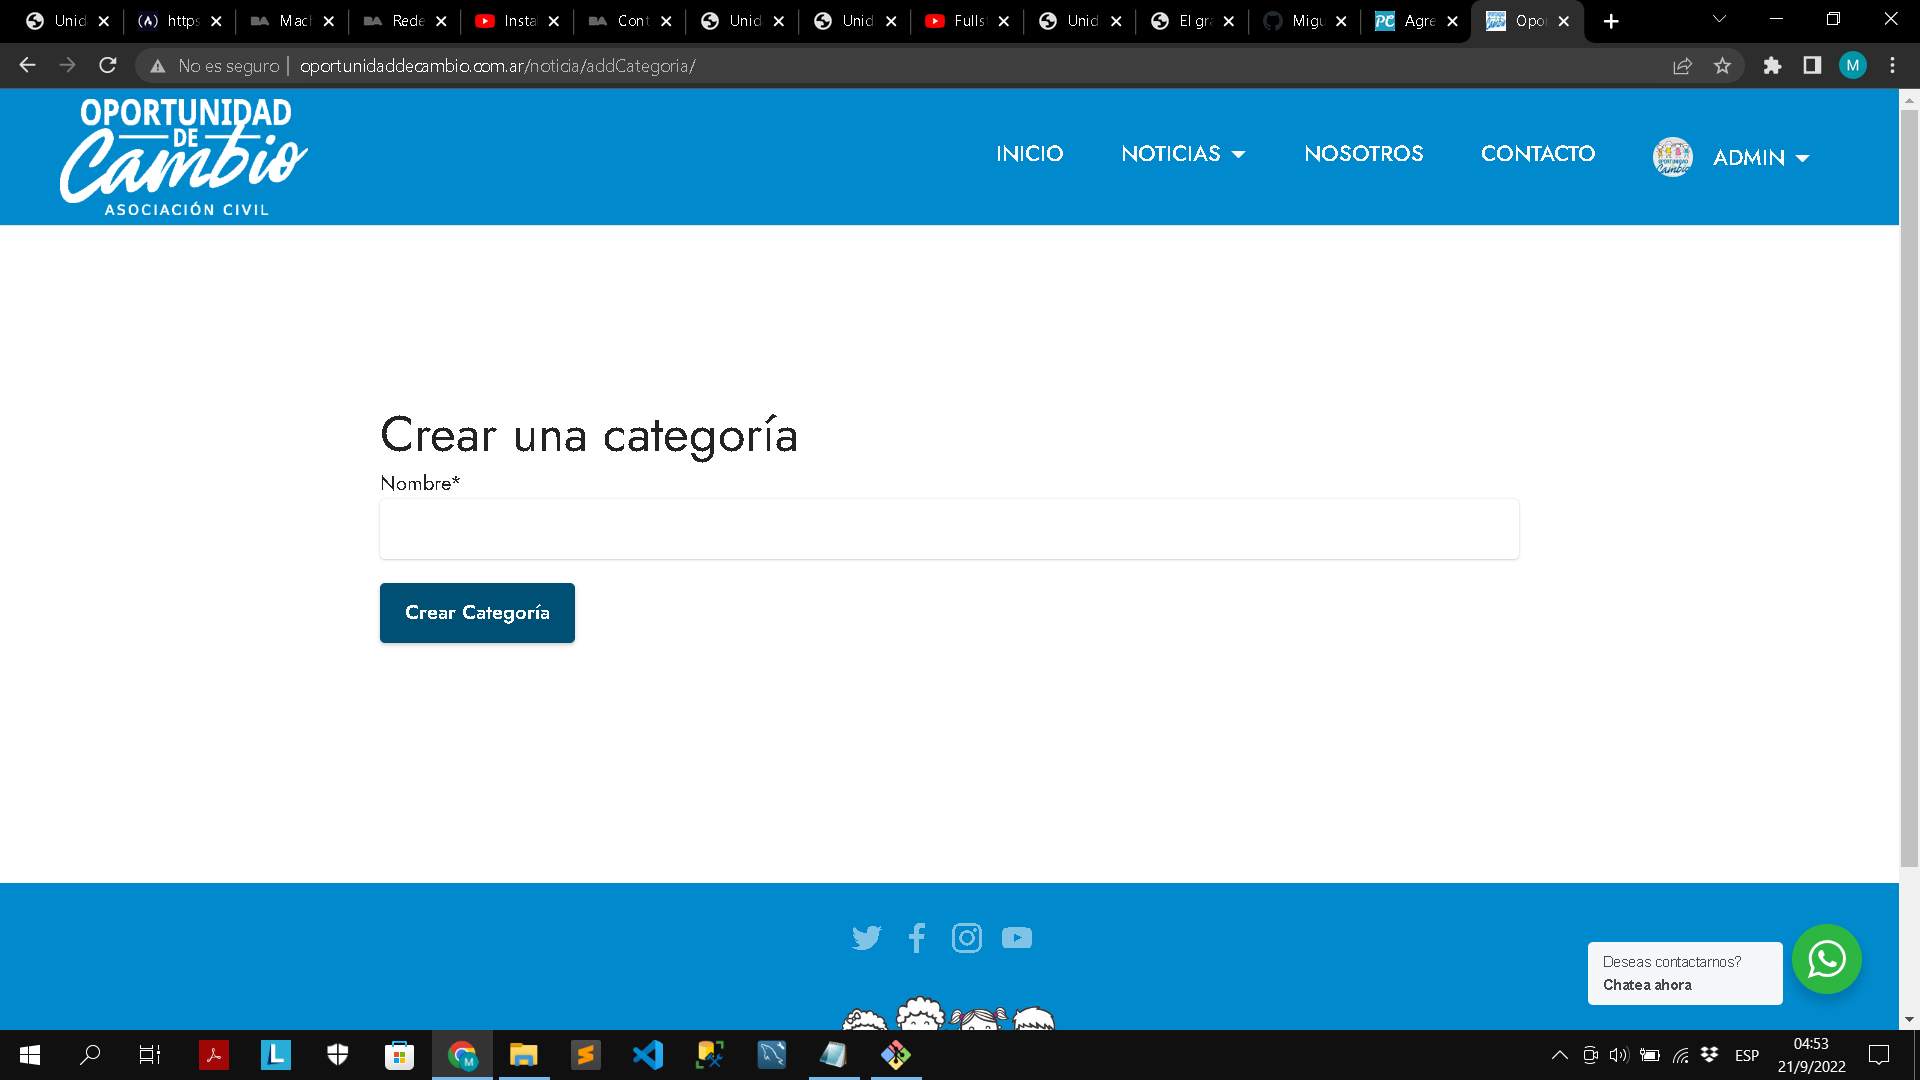 Unid
https
Mach
Rede
Insta
Cont
Unid
Unid
Fulls
Unid
El gra
Migu
Agre
Opor
No es seguro | oportunidaddecambio.com.ar/noticia/addCategoria/
M
OPORTUNIDAD
DE
Cambio
ASOCIACIÓN CIVIL
INICIO
NOTICIAS
NOSOTROS
CONTACTO
ADMIN
Crear una categoría
Nombre*
Crear Categoría
Deseas contactarnos?
Chatea ahora
ESP
04:53
21/9/2022